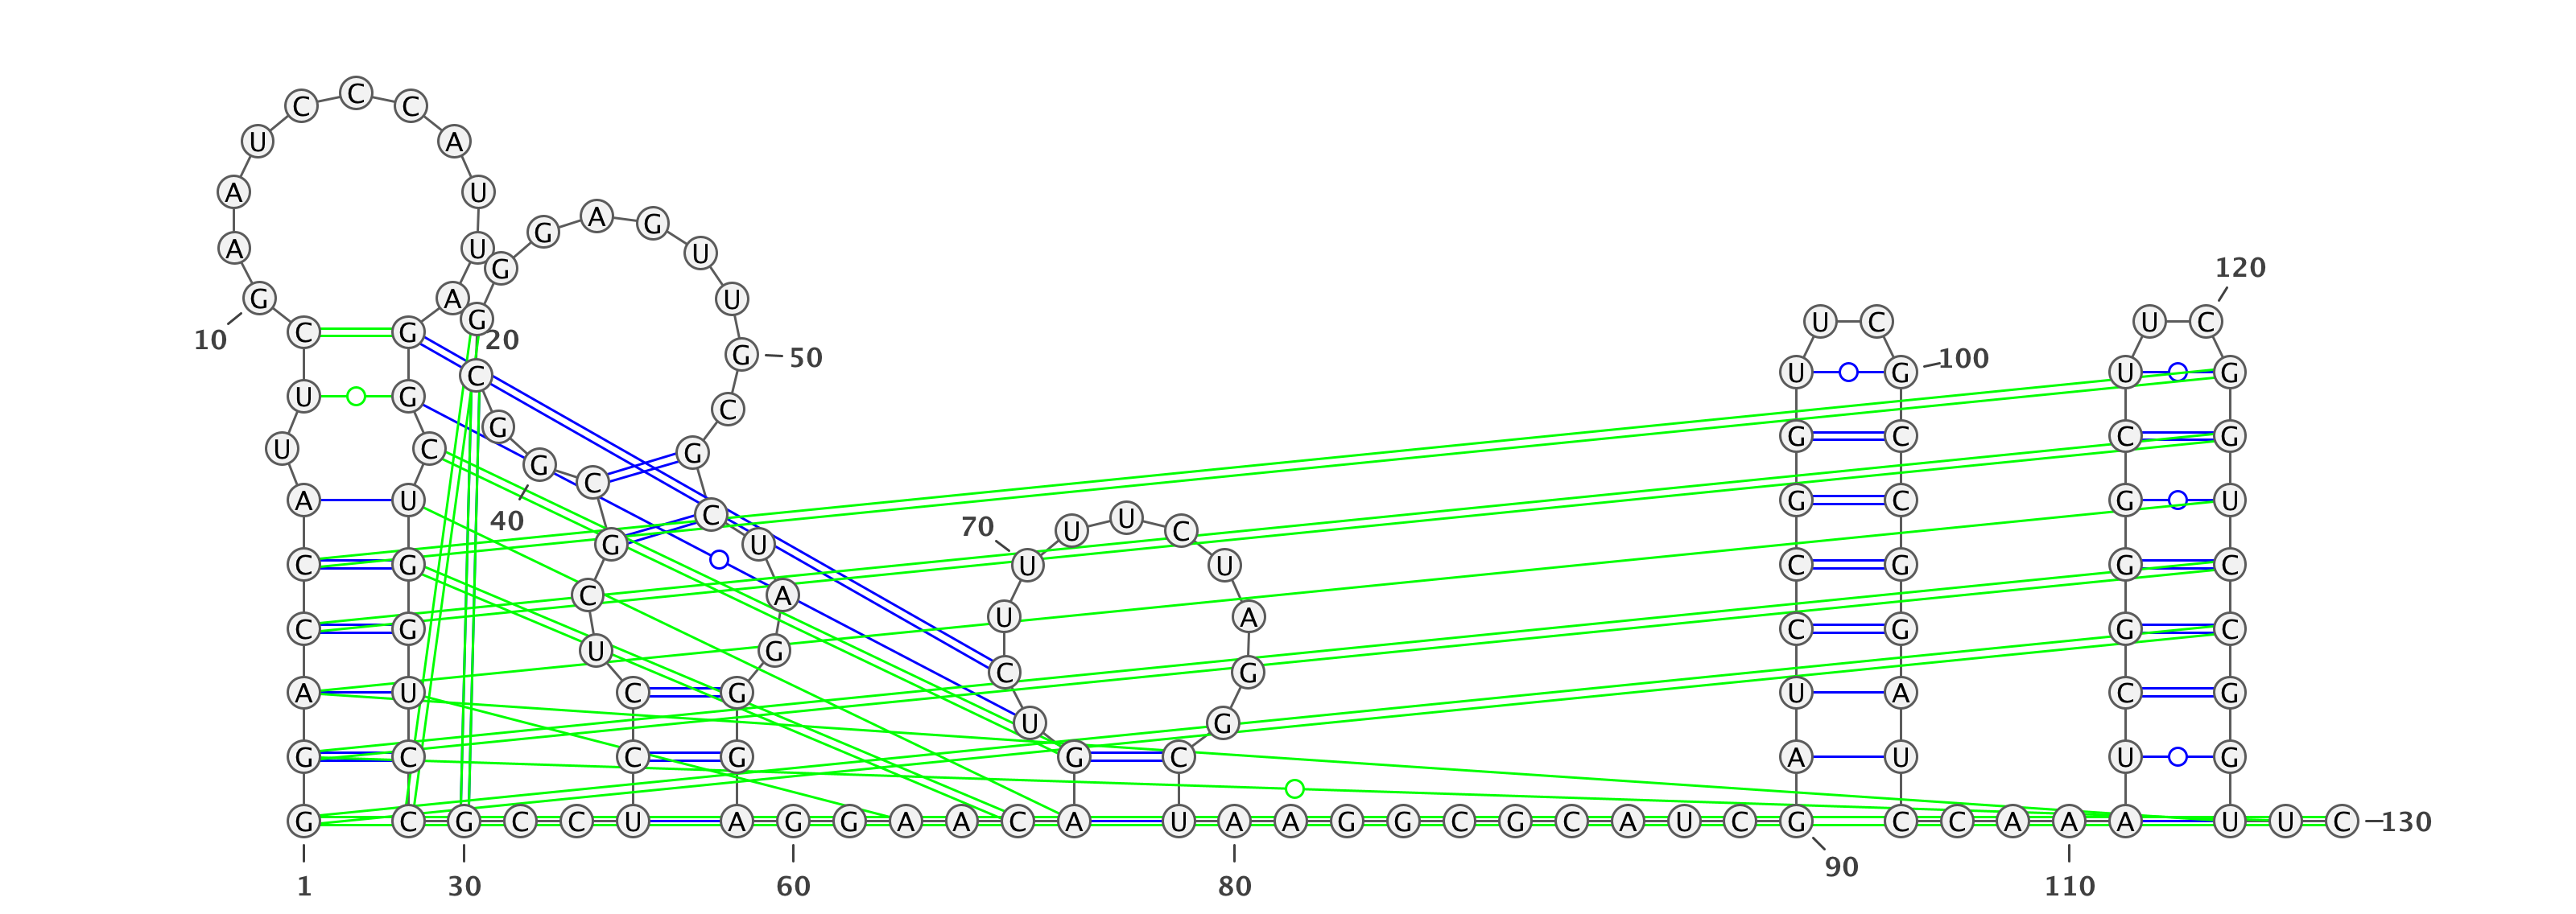 C
C C
U A
A U
G A G
A U U
G 120
G A U
G U C U C
C G
10 20
G 50 100
C U G U G
U G
C
G
G C C G
U C G
G
C
A U G C G U
C U
40 70 U C
G U
C G U U C G G C
C A
U A
C G C G G C
U G
C G
A U C G U A C G
U G
G C C G G C A U U G
G C G C C U A G G A A C A U A A G G C G C A U C G C C A A A U U C 130
90
1 30 60 80 110